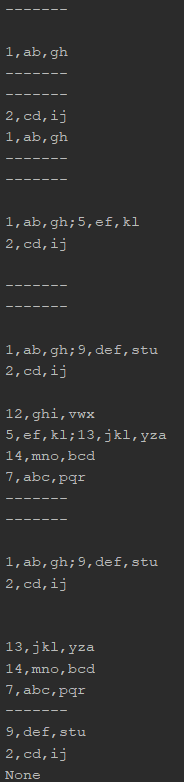 -------
1,ab,gh
-------
-------
2,cd,ij
1,ab,gh
-------
-------
1,ab,gh;5,ef,kl
2,cd,ij
-------
-------
1,ab,gh;9,def,stu
2,cd,ij
12,ghi,vwx
5,ef,kl;13,jkl,yza
14,mno,bcd
7,abc,pqr
-------
-------
1,ab,gh;9,def,stu
2,cd,ij
13,jkl,yza
14,mno,bcd
7,abc,pqr
-------
9,def,stu
2,cd,ij
None